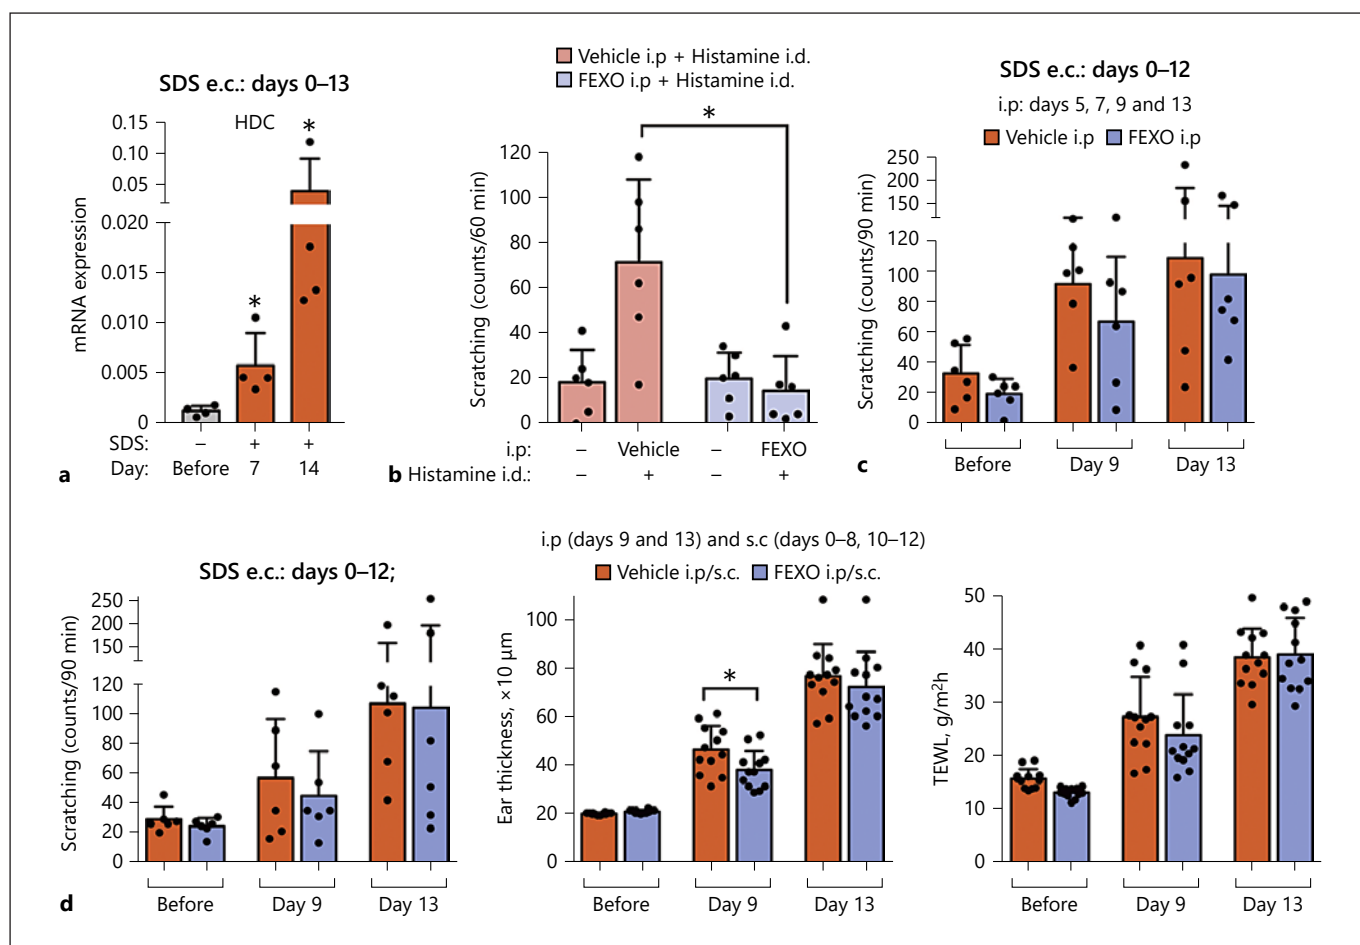 SDS e.c.: days 0–13
HDC
*
*
mRNA expression
0.15
0.10
0.05
0.020
0.015
0.010
0.005
0
SDS: – + +
Day: Before 7 14
a
Vehicle i.p + Histamine i.d.
FEXO i.p + Histamine i.d.
*
Scratching (counts/60 min)
120
100
80
60
40
20
0
i.p: – Vehicle – FEXO
b Histamine i.d.: – + – +
SDS e.c.: days 0–12
i.p: days 5, 7, 9 and 13
Vehicle i.p FEXO i.p
Scratching (counts/90 min)
250
200
150
120
100
80
60
40
20
0
c Before Day 9 Day 13
i.p (days 9 and 13) and s.c (days 0–8, 10–12)
SDS e.c.: days 0–12;
Vehicle i.p/s.c. FEXO i.p/s.c.
Scratching (counts/90 min)
250
200
150
120
100
80
60
40
20
0
d Before Day 9 Day 13
Ear thickness, ×10 μm
100
80
60
40
20
0
*
Before Day 9 Day 13
TEWL, g/m²h
50
40
30
20
10
0
Before Day 9 Day 13